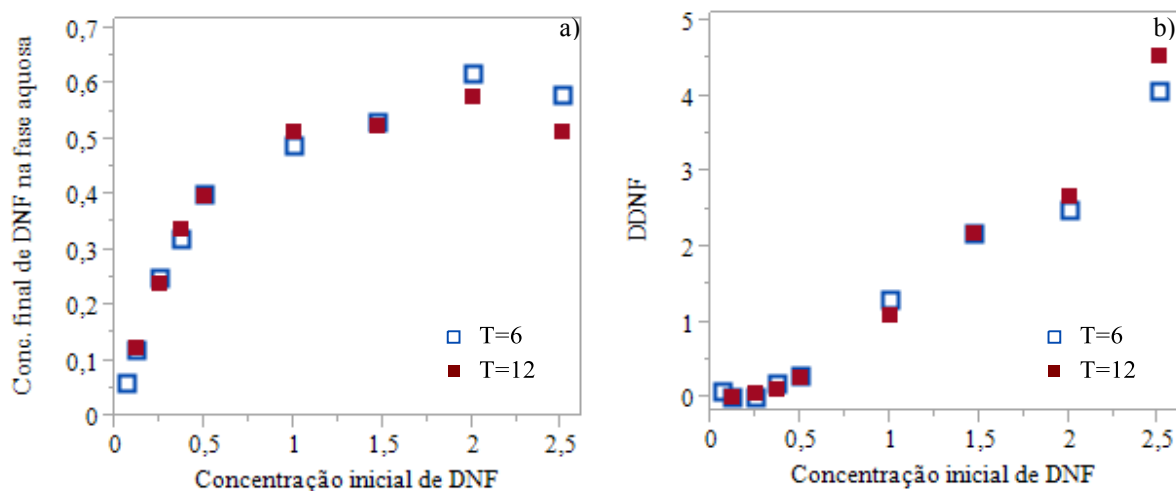 a)
Conc. final de DNF na fase aquosa
0,7
0,6
0,5
0,4
0,3
0,2
0,1
0
T=6
T=12
0 0,5 1 1,5 2 2,5
Concentração inicial de DNF
b)
DDNF
5
4
3
2
1
0
T=6
T=12
0 0,5 1 1,5 2 2,5
Concentração inicial de DNF